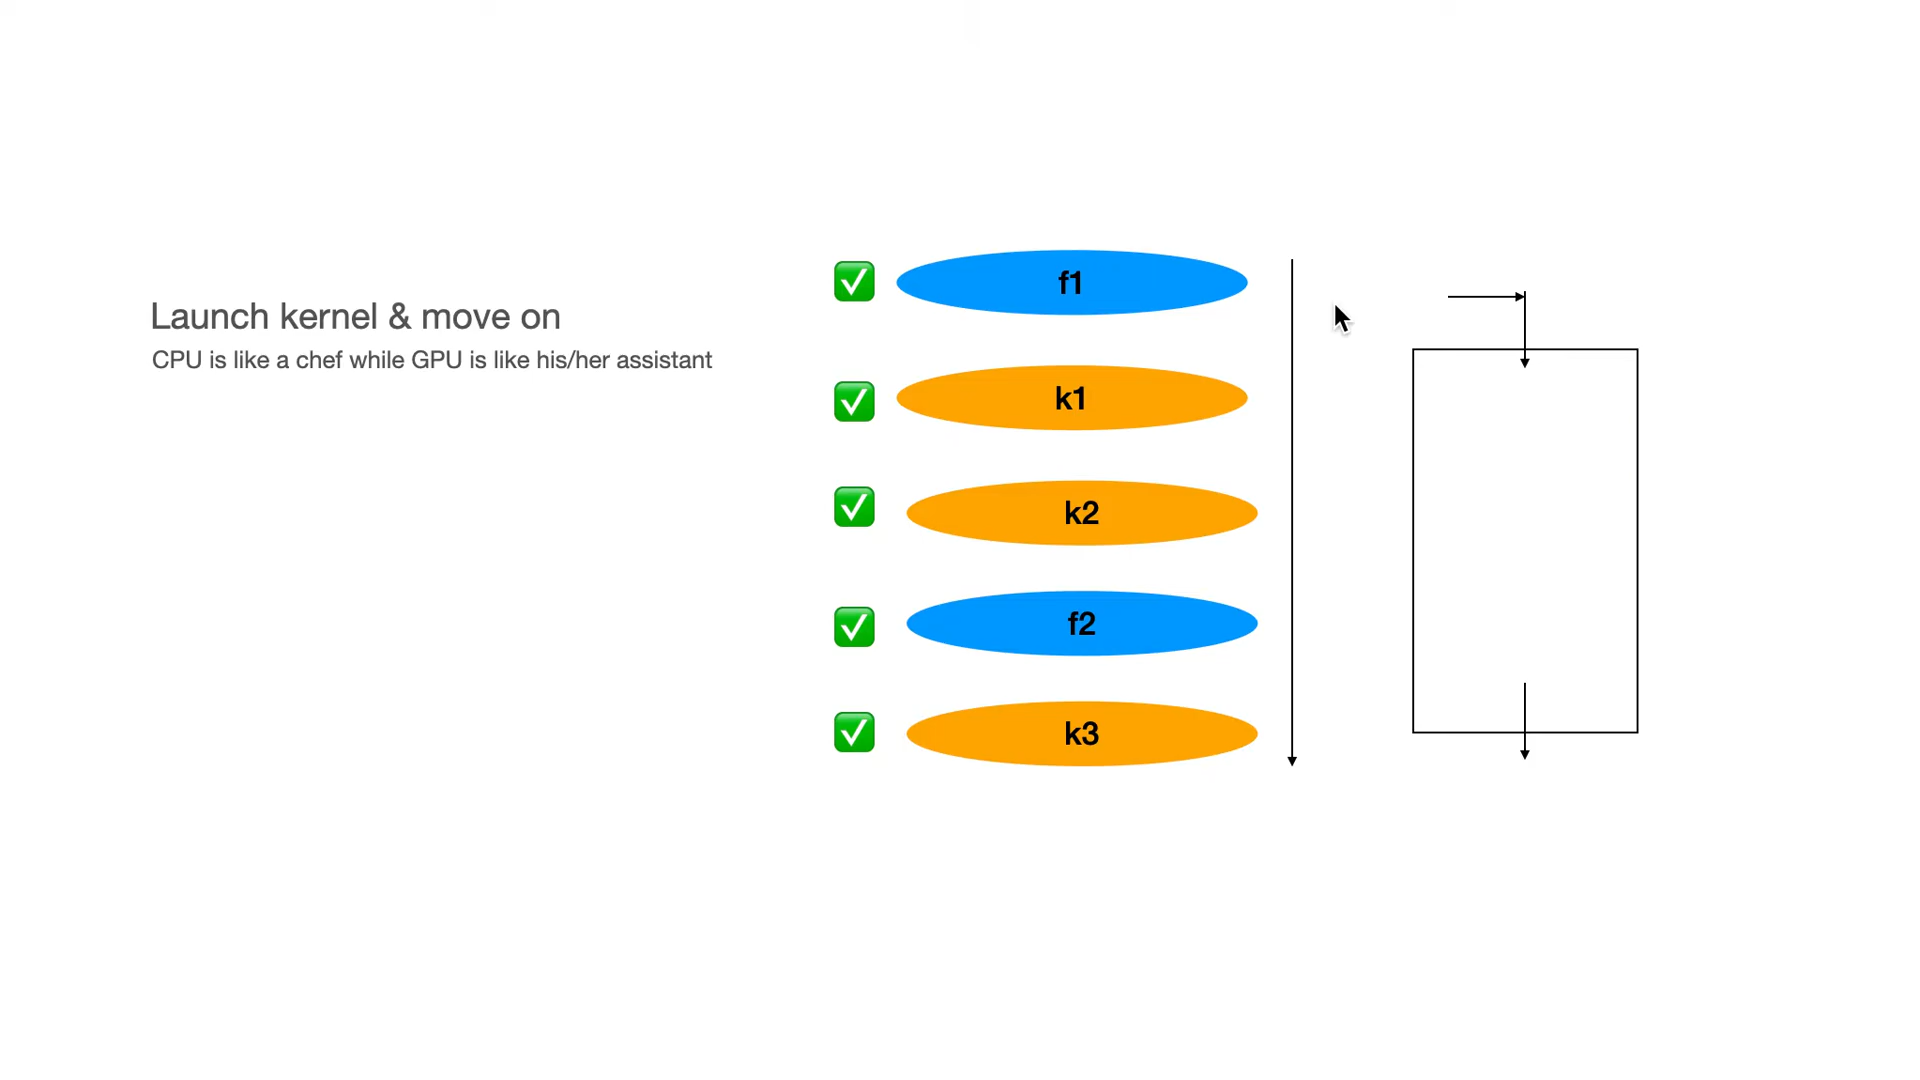 Launch kernel & move on
CPU is like a chef while GPU is like his/her assistant
f1
k1
k2
f2
k3